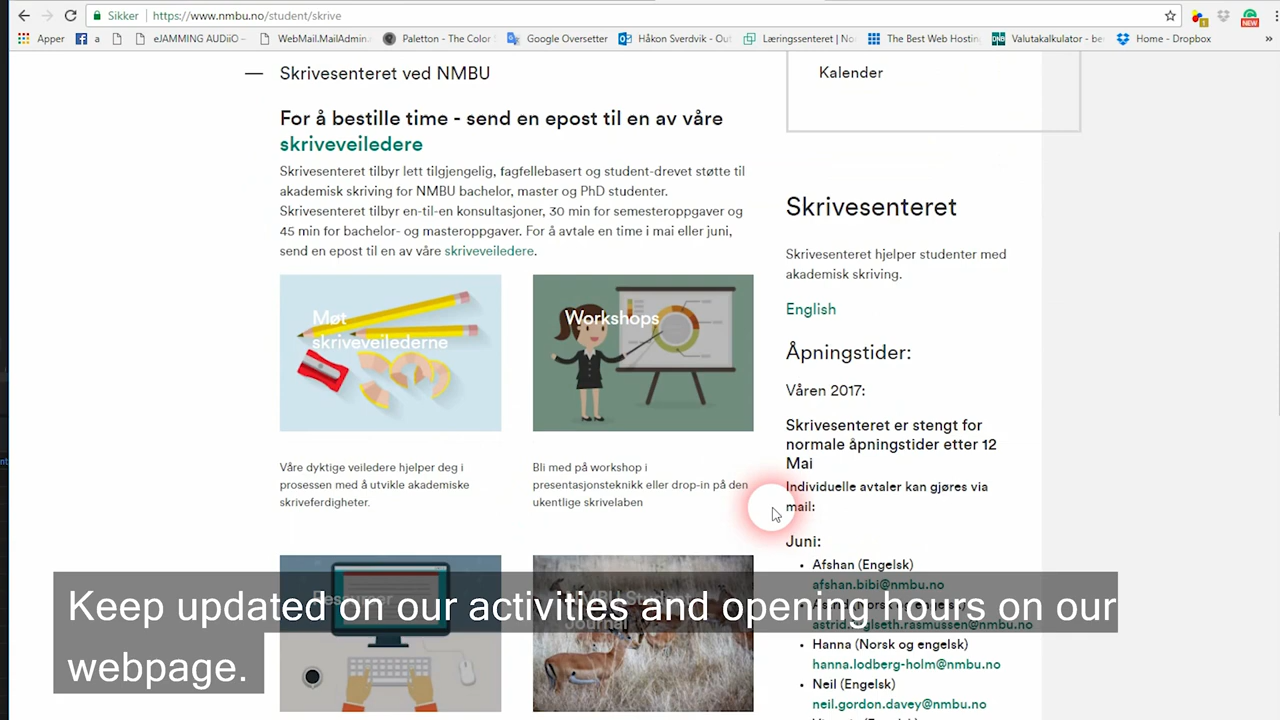 Sikker https://www.nmbu.no/student/skrive
NEW
Apper a eJAMMING AUDiiO – WebMail.MailAdmin. Paletton - The Color Google Oversetter Håkon Sverdvik - Out Læringssenteret | No The Best Web Hosting Valutakalkulator - be Home - Dropbox »
Skrivesenteret ved NMBU
For å bestille time - send en epost til en av våre
skriveveiledere
Skrivesenteret tilbyr lett tilgjengelig, fagfellebasert og student-drevet støtte til
akademisk skriving for NMBU bachelor, master og PhD studenter.
Skrivesenteret tilbyr en-til-en konsultasjoner, 30 min for semesteroppgaver og
45 min for bachelor- og masteroppgaver. For å avtale en time i mai eller juni,
send en epost til en av våre skriveveiledere.
Møt
skriveveilederne
Workshops
Våre dyktige veiledere hjelper deg i
prosessen med å utvikle akademiske
skriveferdigheter.
Bli med på workshop i
presentasjonsteknikk eller drop-in på den
ukentlige skrivelaben
Kalender
Skrivesenteret
Skrivesenteret hjelper studenter med
akademisk skriving.
English
Åpningstider:
Våren 2017:
Skrivesenteret er stengt for
normale åpningstider etter 12
Mai
Individuelle avtaler kan gjøres via
mail:
Juni:
Afshan (Engelsk)
afshan.bibi@nmbu.no
Hanna (Norsk og engelsk)
hanna.lodberg-holm@nmbu.no
Neil (Engelsk)
neil.gordon.davey@nmbu.no
Journal
Keep updated on our activities and opening hours on our
webpage.